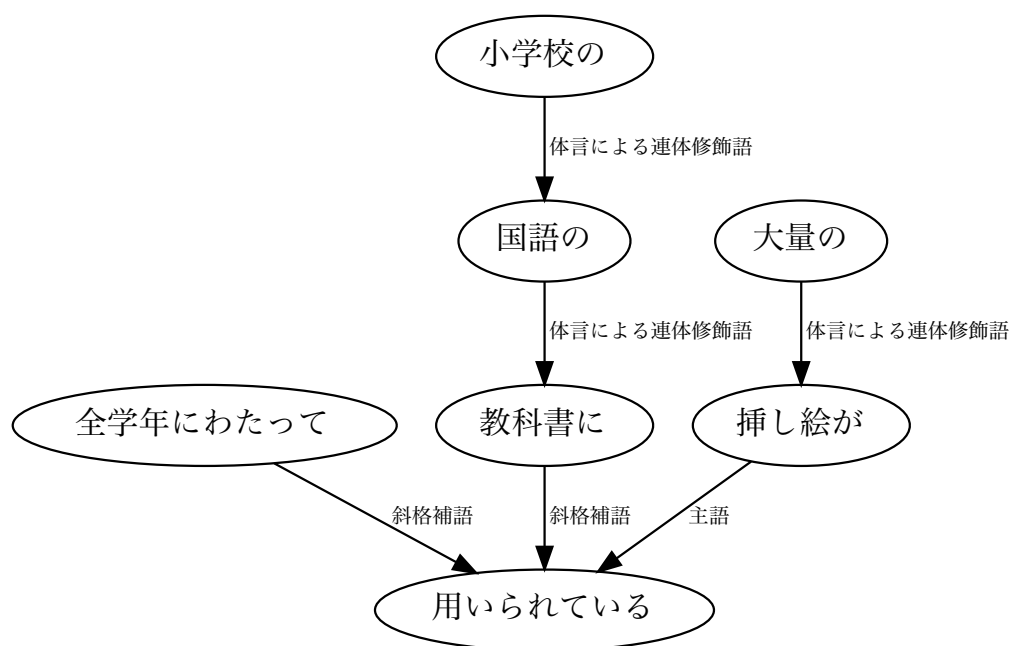 小学校の
体言による連体修飾語
国語の
大量の
体言による連体修飾語
体言による連体修飾語
全学年にわたって
教科書に
挿し絵が
斜格補語
斜格補語
主語
用いられている